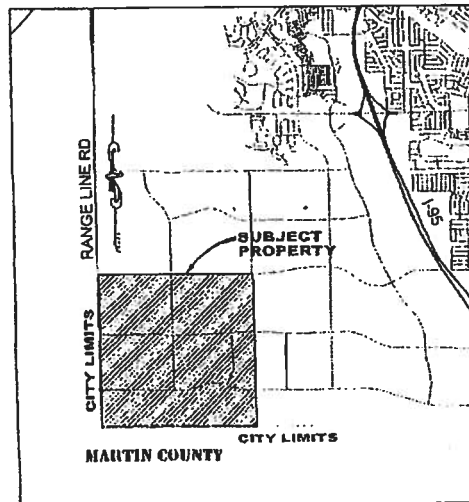 RANGE LINE RD
I-95
SUBJECT
PROPERTY
CITY LIMITS
CITY LIMITS
MARTIN COUNTY